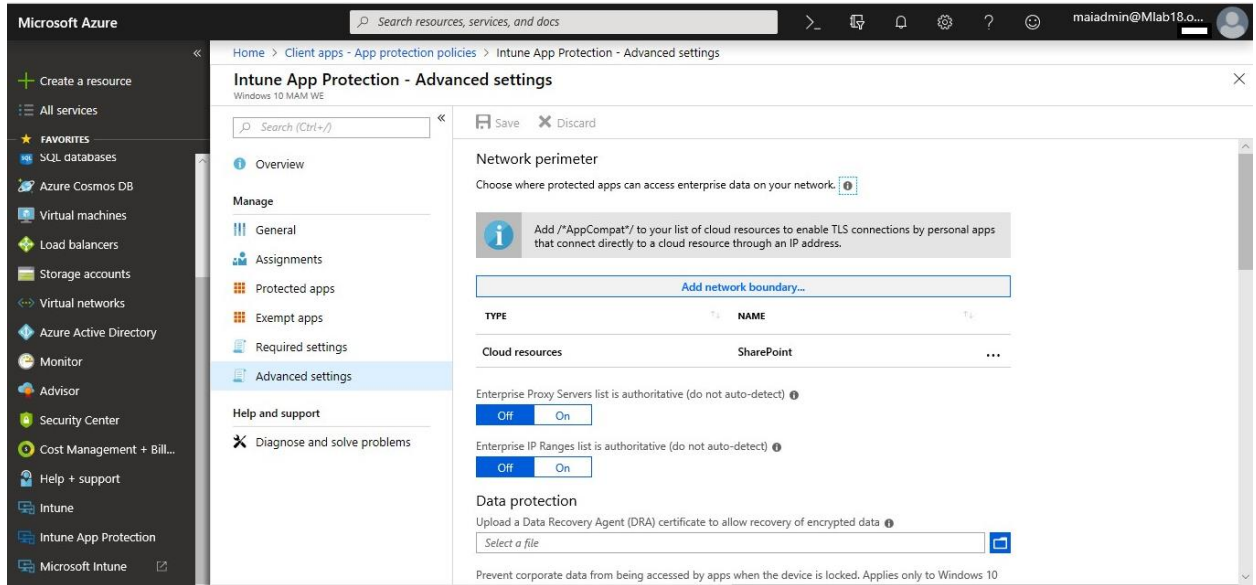 Microsoft Azure
Search resources, services, and docs
maiadmin@Mlab18.o...
Create a resource
All services
FAVORITES
SQL databases
Azure Cosmos DB
Virtual machines
Load balancers
Storage accounts
Virtual networks
Azure Active Directory
Monitor
Advisor
Security Center
Cost Management + Bill...
Help + support
Intune
Intune App Protection
Microsoft Intune
Home > Client apps - App protection policies > Intune App Protection - Advanced settings
Intune App Protection - Advanced settings
Windows 10 MAM WE
Search (Ctrl+/)
Overview
Manage
General
Assignments
Protected apps
Exempt apps
Required settings
Advanced settings
Help and support
Diagnose and solve problems
Save Discard
Network perimeter
Choose where protected apps can access enterprise data on your network.
Add /*AppCompat*/ to your list of cloud resources to enable TLS connections by personal apps
that connect directly to a cloud resource through an IP address.
Add network boundary...
TYPE NAME
Cloud resources SharePoint ...
Enterprise Proxy Servers list is authoritative (do not auto-detect)
Off On
Enterprise IP Ranges list is authoritative (do not auto-detect)
Off On
Data protection
Upload a Data Recovery Agent (DRA) certificate to allow recovery of encrypted data
Select a file
Prevent corporate data from being accessed by apps when the device is locked. Applies only to Windows 10